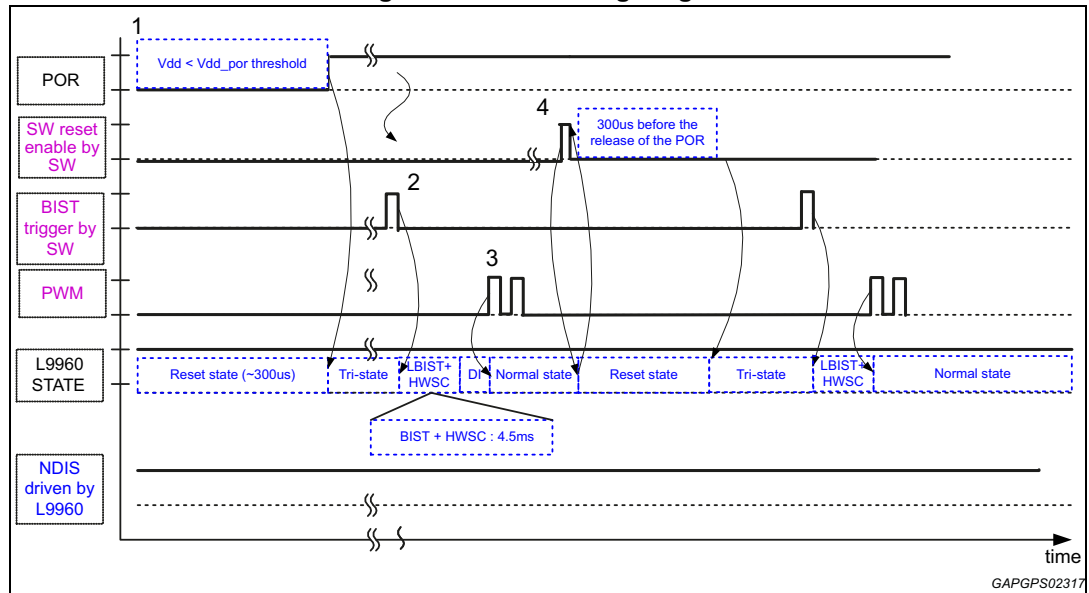 1
Vdd < Vdd_por threshold
POR
4
300us before the
release of the POR
SW reset
enable by
SW
2
BIST
trigger by
SW
3
PWM
L9960
STATE
Reset state (~300us)
Tri-state
LBIST+
HWSC
DI
Normal state
Reset state
Tri-state
LBIST+
HWSC
Normal state
BIST + HWSC : 4.5ms
NDIS
driven by
L9960
time
GAPGPS02317